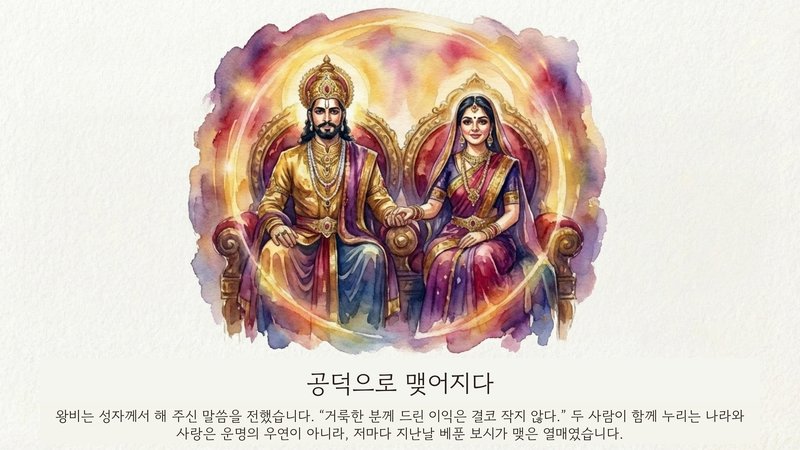 공덕으로 맺어지다
왕비는 성자께서 해 주신 말씀을 전했습니다. “거룩한 분께 드린 이익은 결코 작지 않다.” 두 사람이 함께 누리는 나라와
사랑은 운명의 우연이 아니라, 저마다 지난날 베푼 보시가 맺은 열매였습니다.